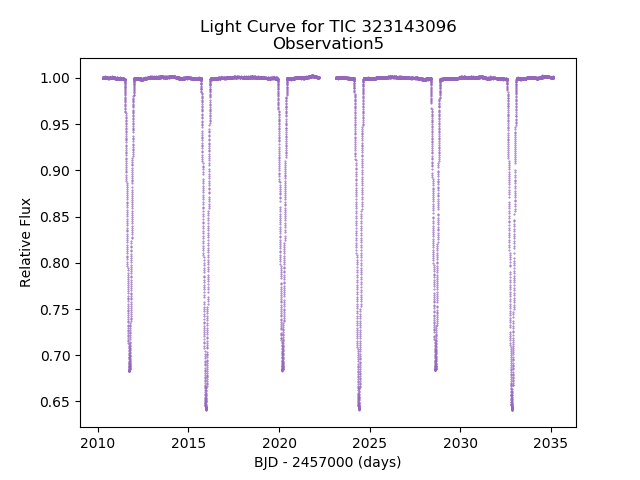 Light Curve for TIC 323143096
Observation5
Relative Flux
1.00
0.95
0.90
0.85
0.80
0.75
0.70
0.65
2010 2015 2020 2025 2030 2035
BJD - 2457000 (days)